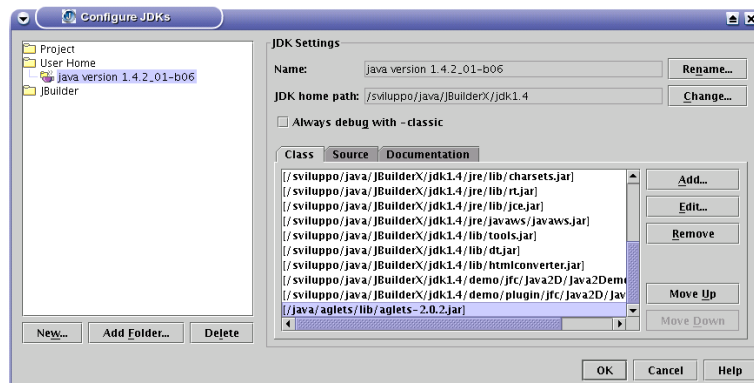 Configure JDKs
Project
User Home
java version 1.4.2_01-b06
JBuilder
New...
Add Folder...
Delete
JDK Settings
Name: java version 1.4.2_01-b06 Rename...
JDK home path: /sviluppo/java/JBuilderX/jdk1.4 Change...
Always debug with -classic
Class Source Documentation
[/sviluppo/java/JBuilderX/jdk1.4/jre/lib/charsets.jar]
[/sviluppo/java/JBuilderX/jdk1.4/jre/lib/rt.jar]
[/sviluppo/java/JBuilderX/jdk1.4/jre/lib/jce.jar]
[/sviluppo/java/JBuilderX/jdk1.4/jre/javaws/javaws.jar]
[/sviluppo/java/JBuilderX/jdk1.4/lib/tools.jar]
[/sviluppo/java/JBuilderX/jdk1.4/lib/dt.jar]
[/sviluppo/java/JBuilderX/jdk1.4/lib/htmlconverter.jar]
[/sviluppo/java/JBuilderX/jdk1.4/demo/jfc/Java2D/Java2Demo
[/sviluppo/java/JBuilderX/jdk1.4/demo/plugin/jfc/Java2D/Jav
[/java/aglets/lib/aglets-2.0.2.jar]
Add...
Edit...
Remove
Move Up
Move Down
OK Cancel Help